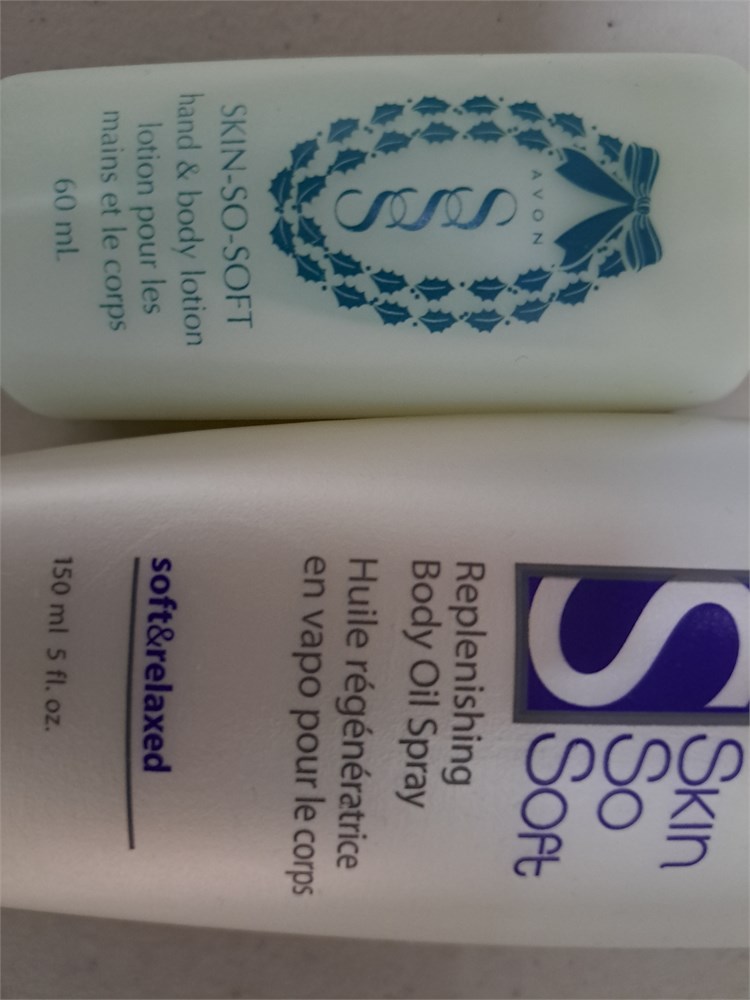 AVON
SSS
SKIN-SO-SOFT
hand & body lotion
lotion pour les
mains et le corps
60 mL
S
Skin
So
Soft
Replenishing
Body Oil Spray
Huile régénératrice
en vapo pour le corps
soft&relaxed
150 ml 5 fl. oz.